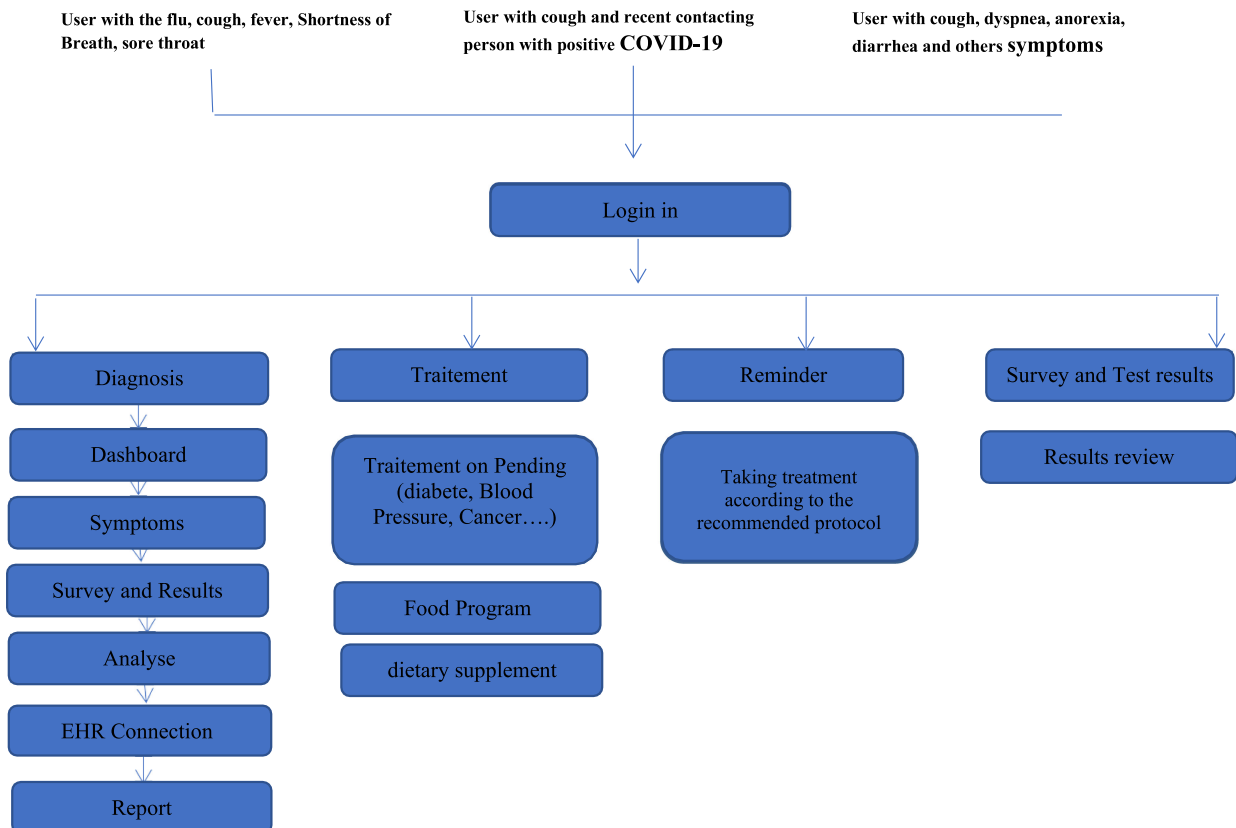 User with the flu, cough, fever, Shortness of
Breath, sore throat
User with cough and recent contacting
person with positive COVID-19
User with cough, dyspnea, anorexia,
diarrhea and others symptoms
Login in
Diagnosis
Dashboard
Symptoms
Survey and Results
Analyse
EHR Connection
Report
Traitement
Traitement on Pending
(diabete, Blood
Pressure, Cancer….)
Food Program
dietary supplement
Reminder
Taking treatment
according to the
recommended protocol
Survey and Test results
Results review